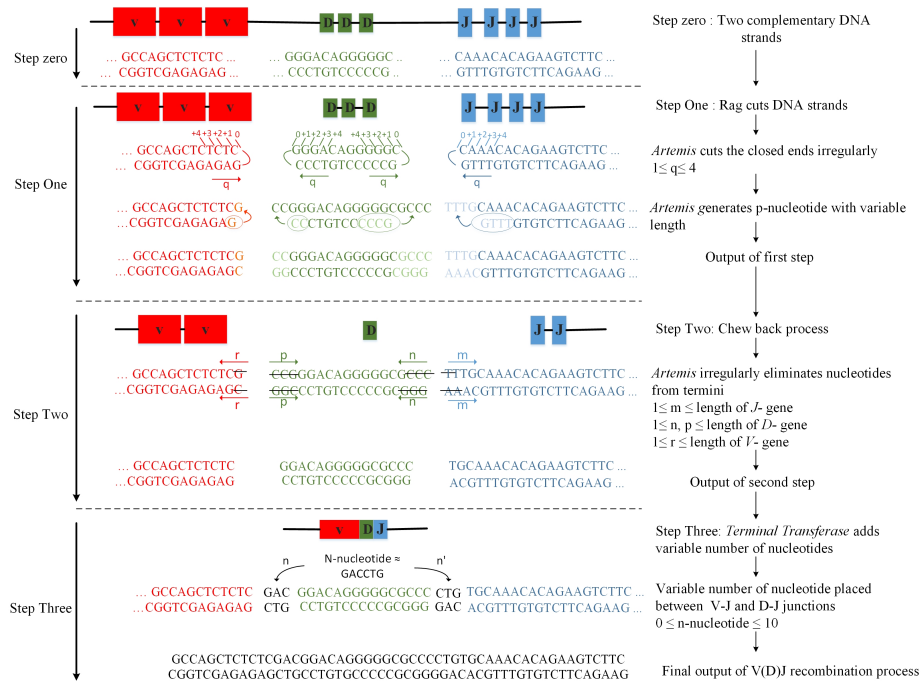 v v v D D D J J J J
Step zero : Two complementary DNA
strands
Step zero
… GCCAGCTCTCTC … … GGGACAGGGGGC … … CAAACACAGAAGTCTTC …
… CGGTCGAGAGAG … … CCCTGTCCCCCG … … GTTTGTGTCTTCAGAAG …
v v v D D D J J J J
Step One : Rag cuts DNA strands
+4+3+2+1 0 0 +1+2+3+4 +4+3+2+1 0 0 +1+2+3+4
… GCCAGCTCTCTC GGGACAGGGGGC CAAACACAGAAGTCTTC …
… CGGTCGAGAGAG CCCTGTCCCCCG GTTTGTGTCTTCAGAAG …
q q q q
Artemis cuts the closed ends irregularly
1≤ q≤ 4
Step One
… GCCAGCTCTCTCG CCGGGACAGGGGGCGCCC TTTGCAAACACAGAAGTCTTC …
… CGGTCGAGAGAG CCCTGTCCCCCG GTTTGTGTCTTCAGAAG …
Artemis generates p-nucleotide with variable
length
… GCCAGCTCTCTCG CCGGGACAGGGGGCGCCC TTTGCAAACACAGAAGTCTTC …
… CGGTCGAGAGAGC GGCCCTGTCCCCCGCGGG AAACGTTTGTGTCTTCAGAAG …
Output of first step
v v D J J
Step Two: Chew back process
r p n m
… GCCAGCTCTCTCG CCGGGACAGGGGGCGCCC TTTGCAAACACAGAAGTCTTC …
… CGGTCGAGAGAGC GGCCCTGTCCCCCGCGGG AAACGTTTGTGTCTTCAGAAG …
r p n m
Artemis irregularly eliminates nucleotides
from termini
1≤ m ≤ length of J- gene
1≤ n, p ≤ length of D- gene
1≤ r ≤ length of V- gene
Step Two
… GCCAGCTCTCTC GGACAGGGGGCGCCC TGCAAACACAGAAGTCTTC …
… CGGTCGAGAGAG CCTGTCCCCCGCGGG ACGTTTGTGTCTTCAGAAG …
Output of second step
v D J
Step Three: Terminal Transferase adds
variable number of nucleotides
n N-nucleotide ≈ n'
GACCTG
Step Three
… GCCAGCTCTCTC GAC GGACAGGGGGCGCCC CTG TGCAAACACAGAAGTCTTC …
… CGGTCGAGAGAG CTG CCTGTCCCCCGCGGG GAC ACGTTTGTGTCTTCAGAAG …
Variable number of nucleotide placed
between V-J and D-J junctions
0 ≤ n-nucleotide ≤ 10
GCCAGCTCTCTCGACGGACAGGGGGCGCCCCTGTGCAAACACAGAAGTCTTC
CGGTCGAGAGAGCTGCCTGTGCCCCGCGGGGACACGTTTGTGTCTTCAGAAG
Final output of V(D)J recombination process